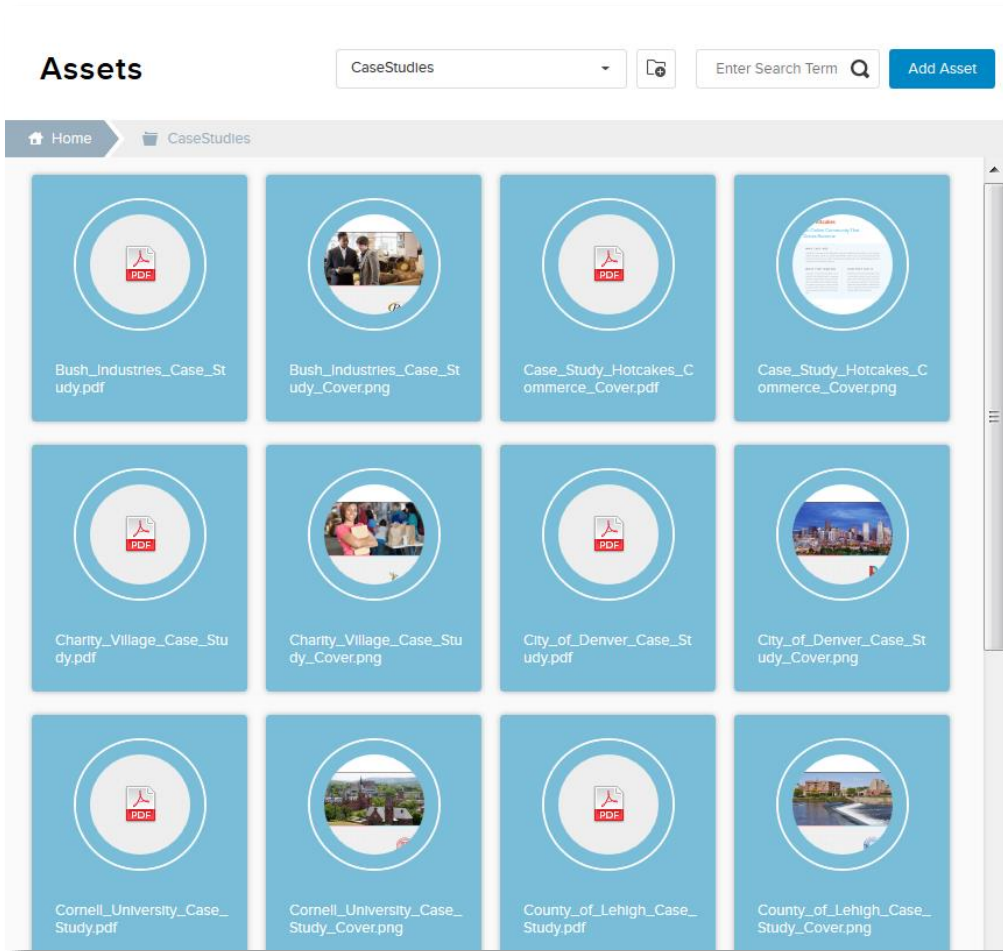 Assets
CaseStudies
Enter Search Term
Add Asset
Home
CaseStudies
PDF
PDF
Bush_Industries_Case_St
udy.pdf
Bush_Industries_Case_St
udy_Cover.png
Case_Study_Hotcakes_C
ommerce_Cover.pdf
Case_Study_Hotcakes_C
ommerce_Cover.png
PDF
PDF
Charity_Village_Case_Stu
dy.pdf
Charity_Village_Case_Stu
dy_Cover.png
City_of_Denver_Case_St
udy.pdf
City_of_Denver_Case_St
udy_Cover.png
PDF
PDF
Cornell_University_Case_
Study.pdf
Cornell_University_Case_
Study_Cover.png
County_of_Lehigh_Case_
Study.pdf
County_of_Lehigh_Case_
Study_Cover.png